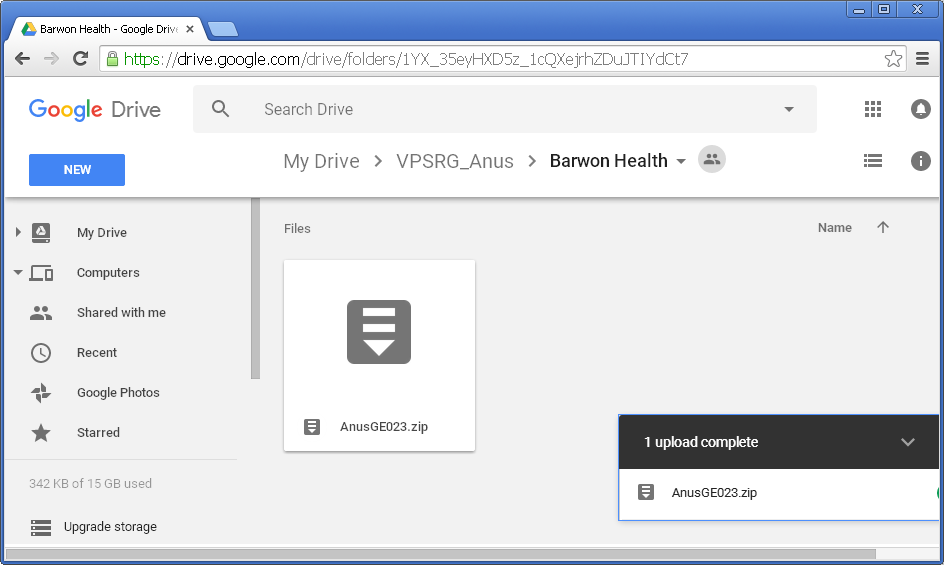 Barwon Health - Google Drive
https://drive.google.com/drive/folders/1YX_35eyHXD5z_1cQXejrhZDuJTIYdCt7
Google Drive
Search Drive
NEW
My Drive > VPSRG_Anus > Barwon Health
My Drive
Computers
Shared with me
Recent
Google Photos
Starred
342 KB of 15 GB used
Upgrade storage
Files
Name
AnusGE023.zip
1 upload complete
AnusGE023.zip